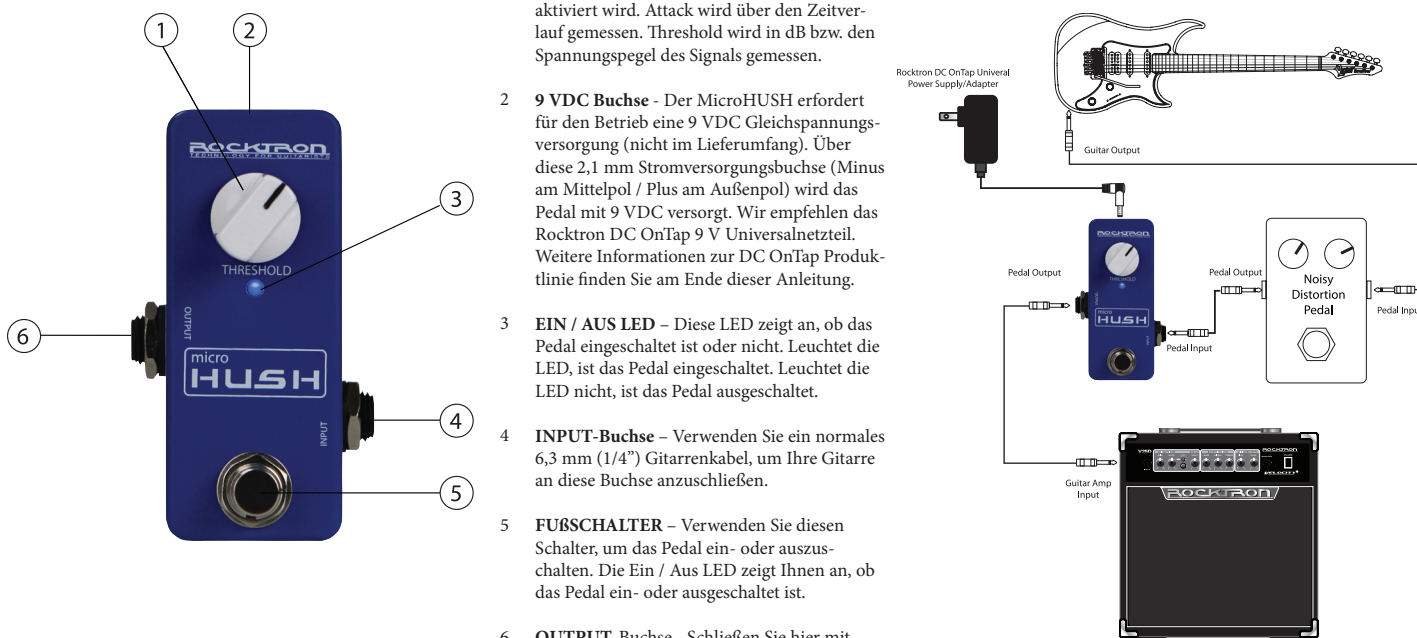 1
2
3
4
5
6
ROCKTRON
TECHNOLOGY FOR GUITARISTS
THRESHOLD
OUTPUT
micro
HUSH
INPUT
aktiviert wird. Attack wird über den Zeitver-
lauf gemessen. Threshold wird in dB bzw. den
Spannungspegel des Signals gemessen.
2 9 VDC Buchse - Der MicroHUSH erfordert
für den Betrieb eine 9 VDC Gleichspannungs-
versorgung (nicht im Lieferumfang). Über
diese 2,1 mm Stromversorgungsbuchse (Minus
am Mittelpol / Plus am Außenpol) wird das
Pedal mit 9 VDC versorgt. Wir empfehlen das
Rocktron DC OnTap 9 V Universalnetzteil.
Weitere Informationen zur DC OnTap Produk-
tlinie finden Sie am Ende dieser Anleitung.
3 EIN / AUS LED – Diese LED zeigt an, ob das
Pedal eingeschaltet ist oder nicht. Leuchtet die
LED, ist das Pedal eingeschaltet. Leuchtet die
LED nicht, ist das Pedal ausgeschaltet.
4 INPUT-Buchse – Verwenden Sie ein normales
6,3 mm (1/4”) Gitarrenkabel, um Ihre Gitarre
an diese Buchse anzuschließen.
5 FUßSCHALTER – Verwenden Sie diesen
Schalter, um das Pedal ein- oder auszus-
chalten. Die Ein / Aus LED zeigt Ihnen an, ob
das Pedal ein- oder ausgeschaltet ist.
6 OUTPUT-Buchse - Schließen Sie hier mit
Rocktron DC OnTap Univeral
Power Supply/Adapter
Guitar Output
Pedal Output
ROCKTRON
THRESHOLD
micro
HUSH
Pedal Input
Pedal Output
Noisy
Distortion
Pedal
Pedal Inpu
Guitar Amp
Input
ROCKTRON
VELOCITY
ROCKTRON